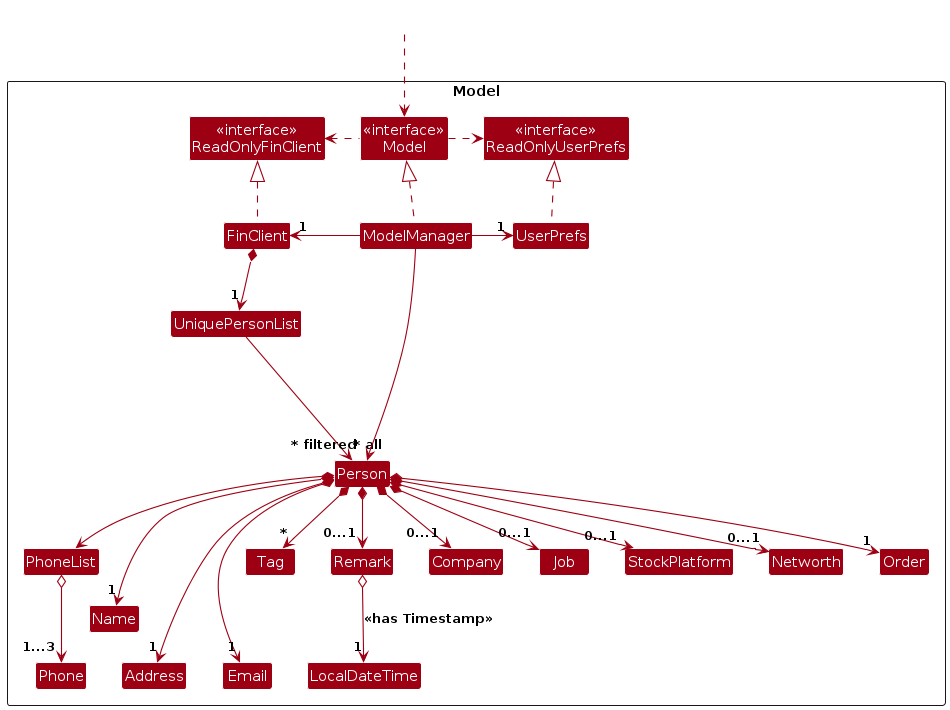 Model
«interface»
ReadOnlyFinClient
«interface»
Model
«interface»
ReadOnlyUserPrefs
FinClient
1
ModelManager
1
UserPrefs
1
UniquePersonList
* filtered
* all
Person
*
0...1
0...1
0...1
0...1
0...1
1
PhoneList
Tag
Remark
Company
Job
StockPlatform
Networth
Order
1
Name
«has Timestamp»
1...3
1
1
1
Phone
Address
Email
LocalDateTime